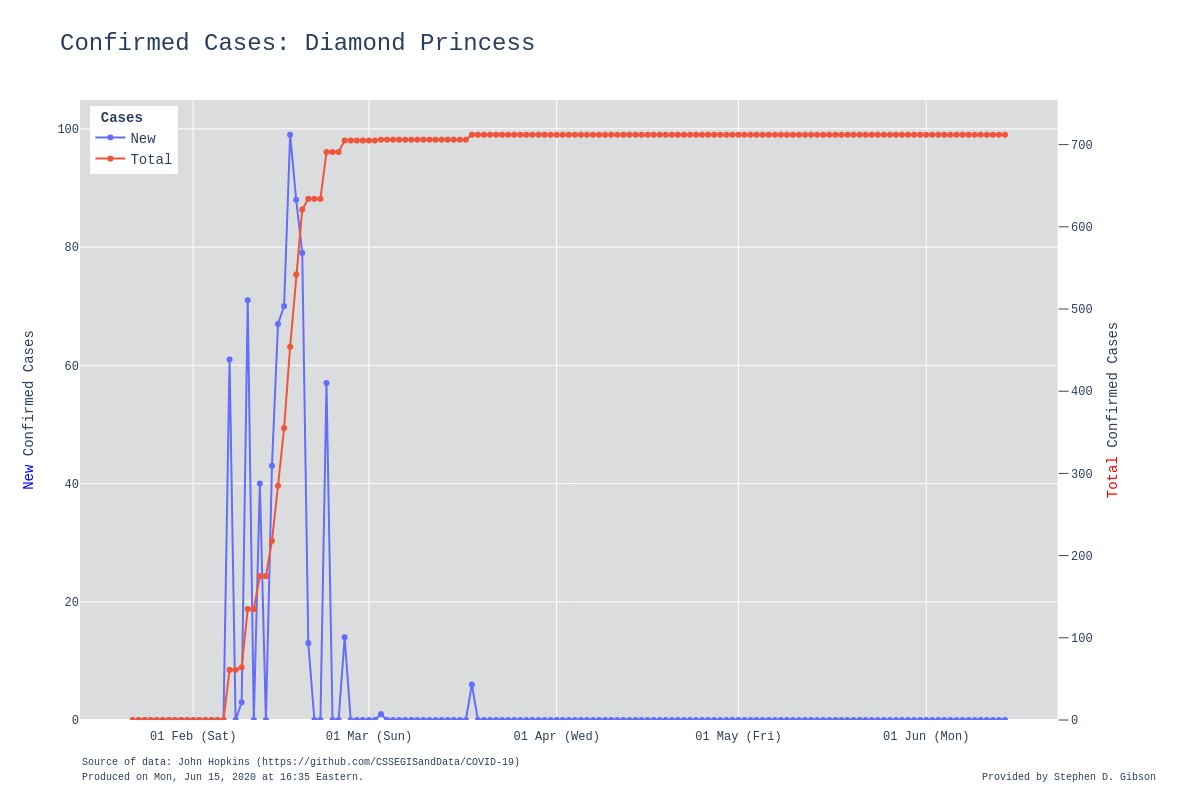 Confirmed Cases: Diamond Princess
Cases
New
Total
100
80
60
40
20
0
New Confirmed Cases
700
600
500
400
300
200
100
0
Total Confirmed Cases
01 Feb (Sat)
01 Mar (Sun)
01 Apr (Wed)
01 May (Fri)
01 Jun (Mon)
Source of data: John Hopkins (https://github.com/CSSEGISandData/COVID-19)
Produced on Mon, Jun 15, 2020 at 16:35 Eastern.
Provided by Stephen D. Gibson